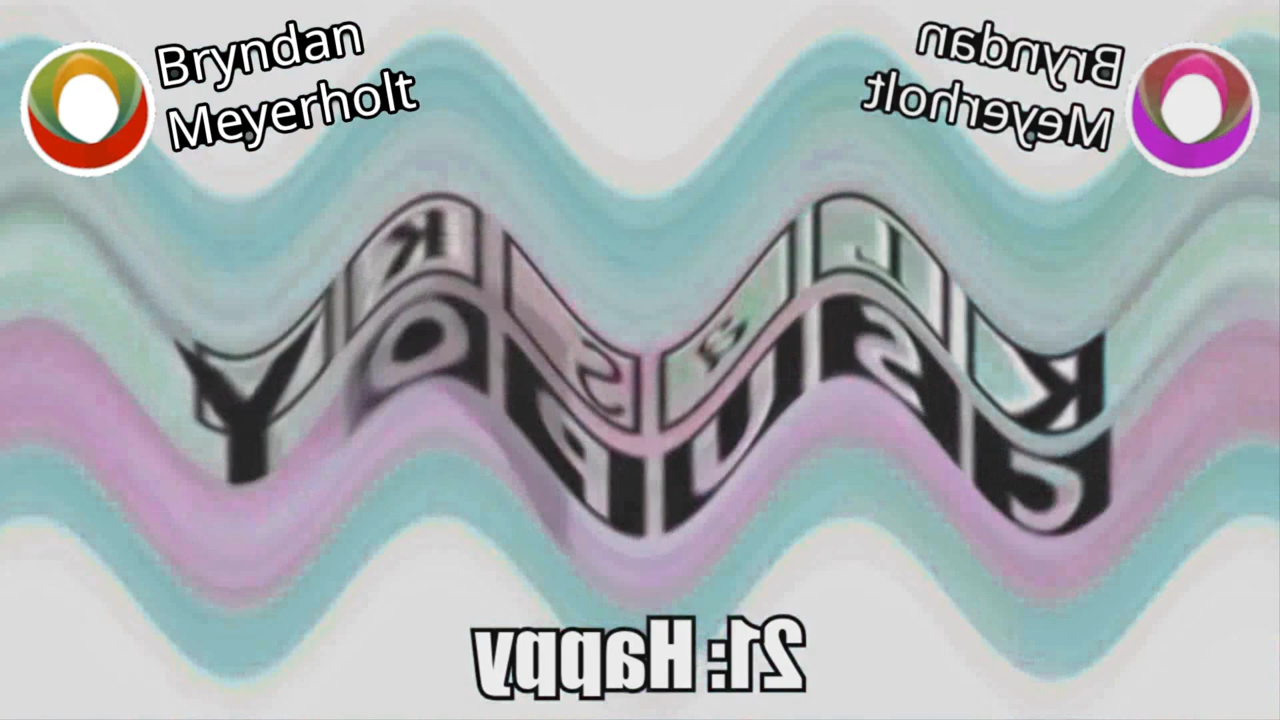 Bryndan
Meyerholt
Bryndan
Meyerholt
KLASKY
CSUPO
21: Happy